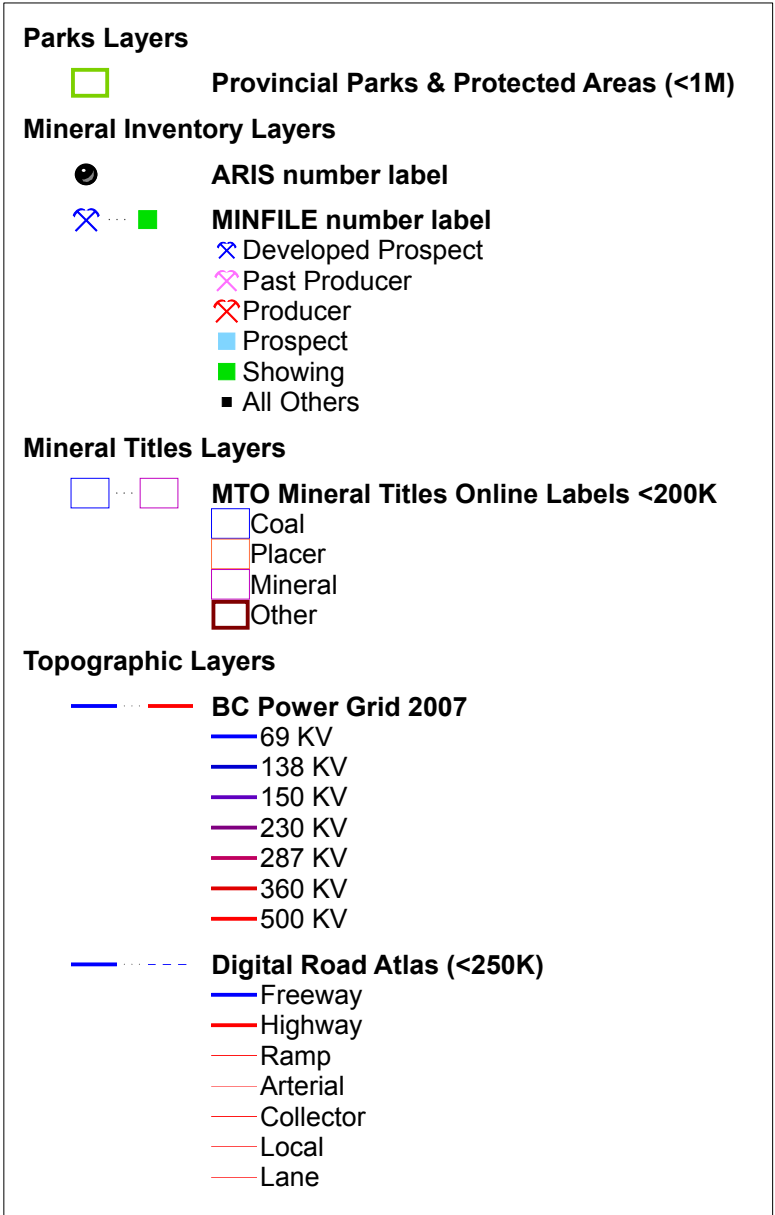 Parks Layers
Provincial Parks & Protected Areas (<1M)
Mineral Inventory Layers
ARIS number label
MINFILE number label
Developed Prospect
Past Producer
Producer
Prospect
Showing
All Others
Mineral Titles Layers
MTO Mineral Titles Online Labels <200K
Coal
Placer
Mineral
Other
Topographic Layers
BC Power Grid 2007
69 KV
138 KV
150 KV
230 KV
287 KV
360 KV
500 KV
Digital Road Atlas (<250K)
Freeway
Highway
Ramp
Arterial
Collector
Local
Lane